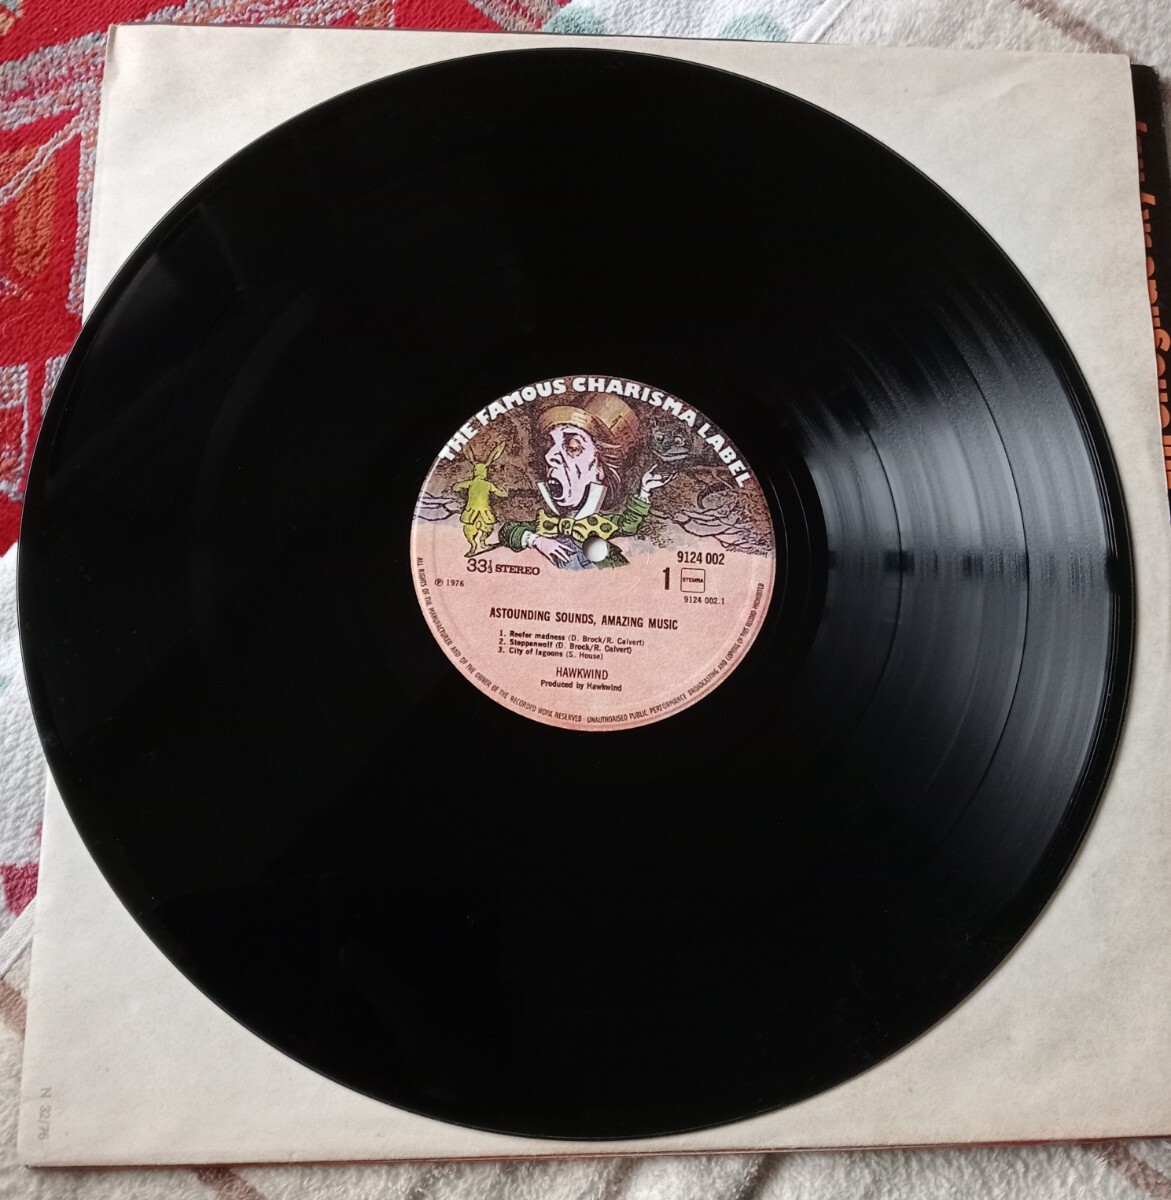 THE FAMOUS CHARISMA LABEL
33⅓ STEREO
9124 002
℗ 1976
1
STEMRA
9124 002.1
ASTOUNDING SOUNDS, AMAZING MUSIC
1. Reefer madness (D. Brock/R. Calvert)
2. Steppenwolf (D. Brock/R. Calvert)
3. City of lagoons (S. House)
HAWKWIND
Produced by Hawkwind
ALL RIGHTS OF THE MANUFACTURER AND OF THE OWNER OF THE RECORDED WORK RESERVED · UNAUTHORISED PUBLIC PERFORMANCE BROADCASTING AND COPYING OF THIS RECORD PROHIBITED
N 32/76